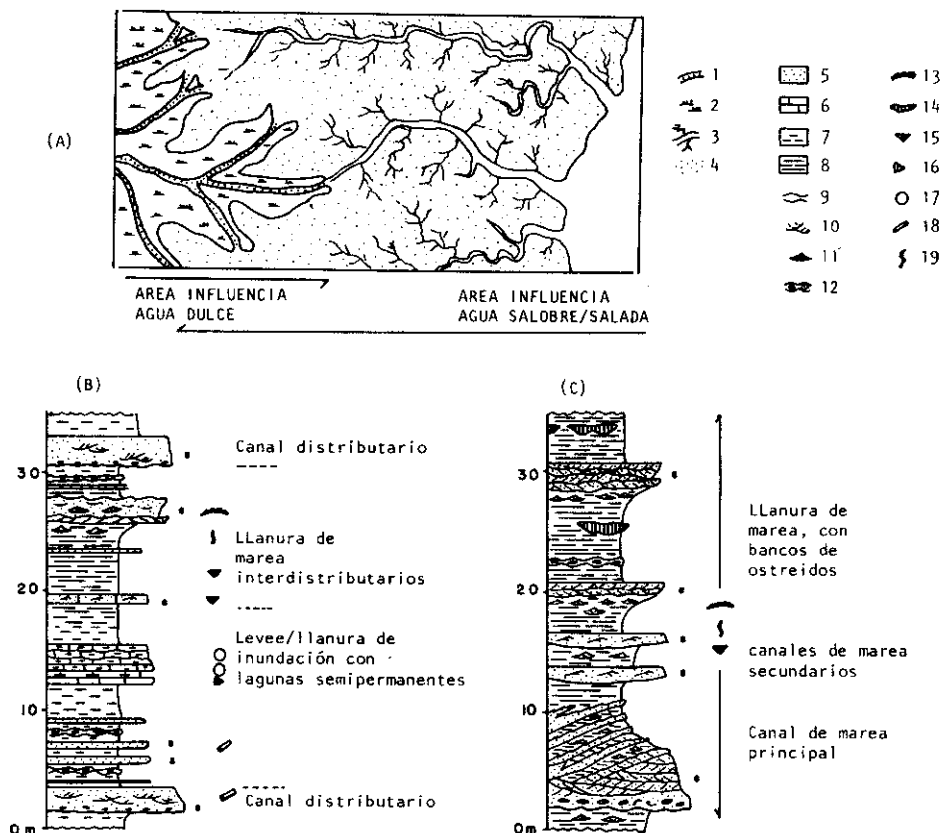 (A)
1
2
3
4
5
6
7
8
9
10
11
12
13
14
15
16
17
18
19
AREA INFLUENCIA
AGUA DULCE
AREA INFLUENCIA
AGUA SALOBRE/SALADA
(B)
30
20
10
0m
Canal distributario
LLanura de
marea
interdistributarios
Levee/llanura de
inundación con
lagunas semipermanentes
Canal distributario
(C)
30
20
10
0m
LLanura de
marea, con
bancos de
ostreidos
canales de marea
secundarios
Canal de marea
principal